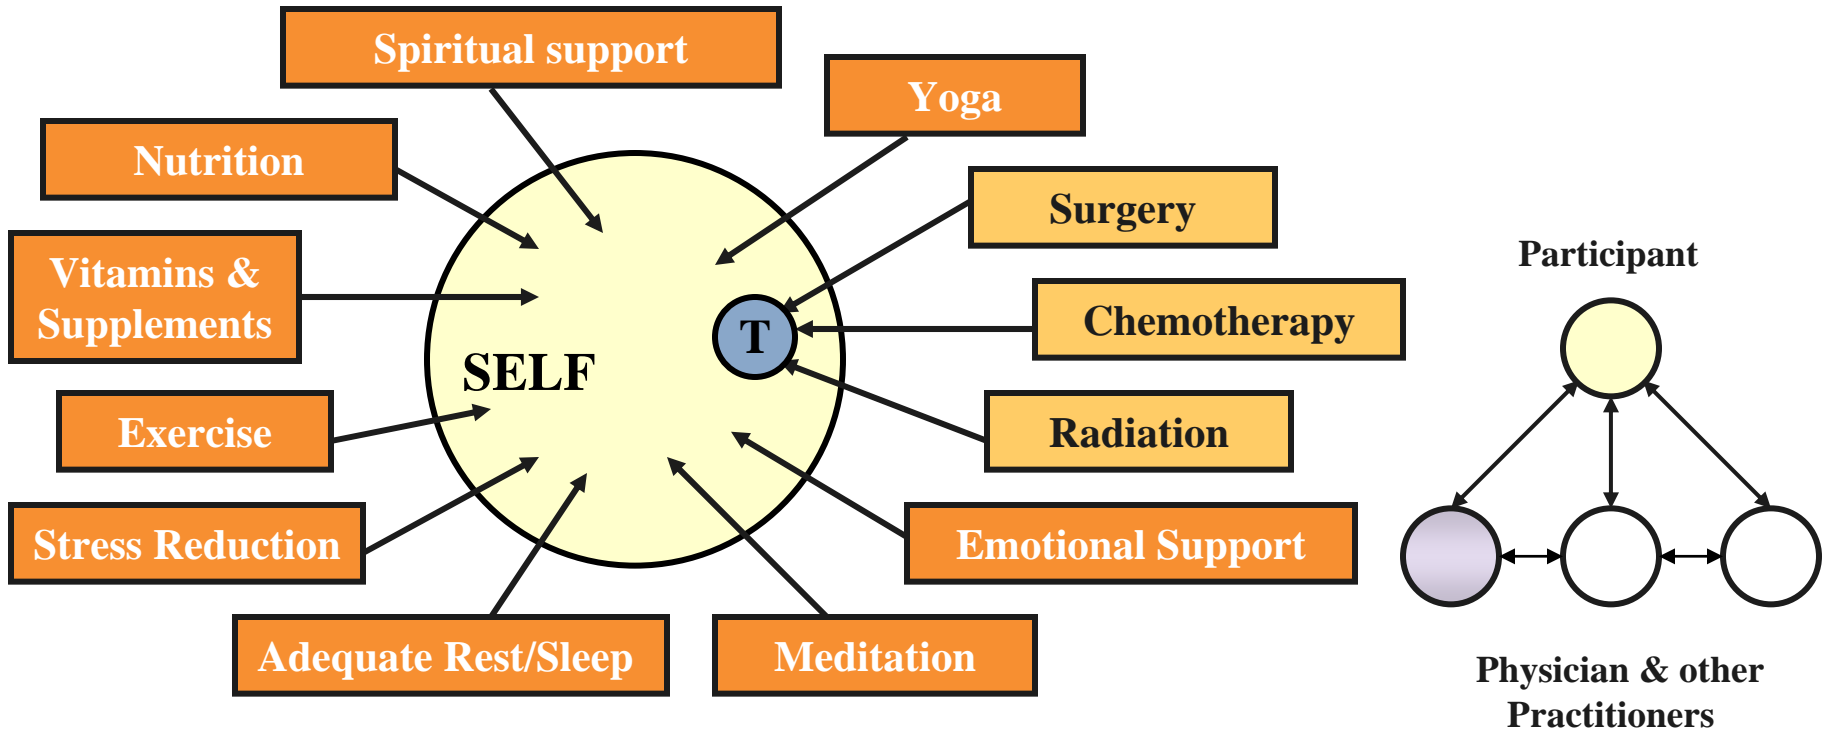 Spiritual support
Yoga
Nutrition
Surgery
Vitamins &
Supplements
Chemotherapy
T
SELF
Exercise
Radiation
Stress Reduction
Emotional Support
Adequate Rest/Sleep
Meditation
Participant
Physician & other
Practitioners